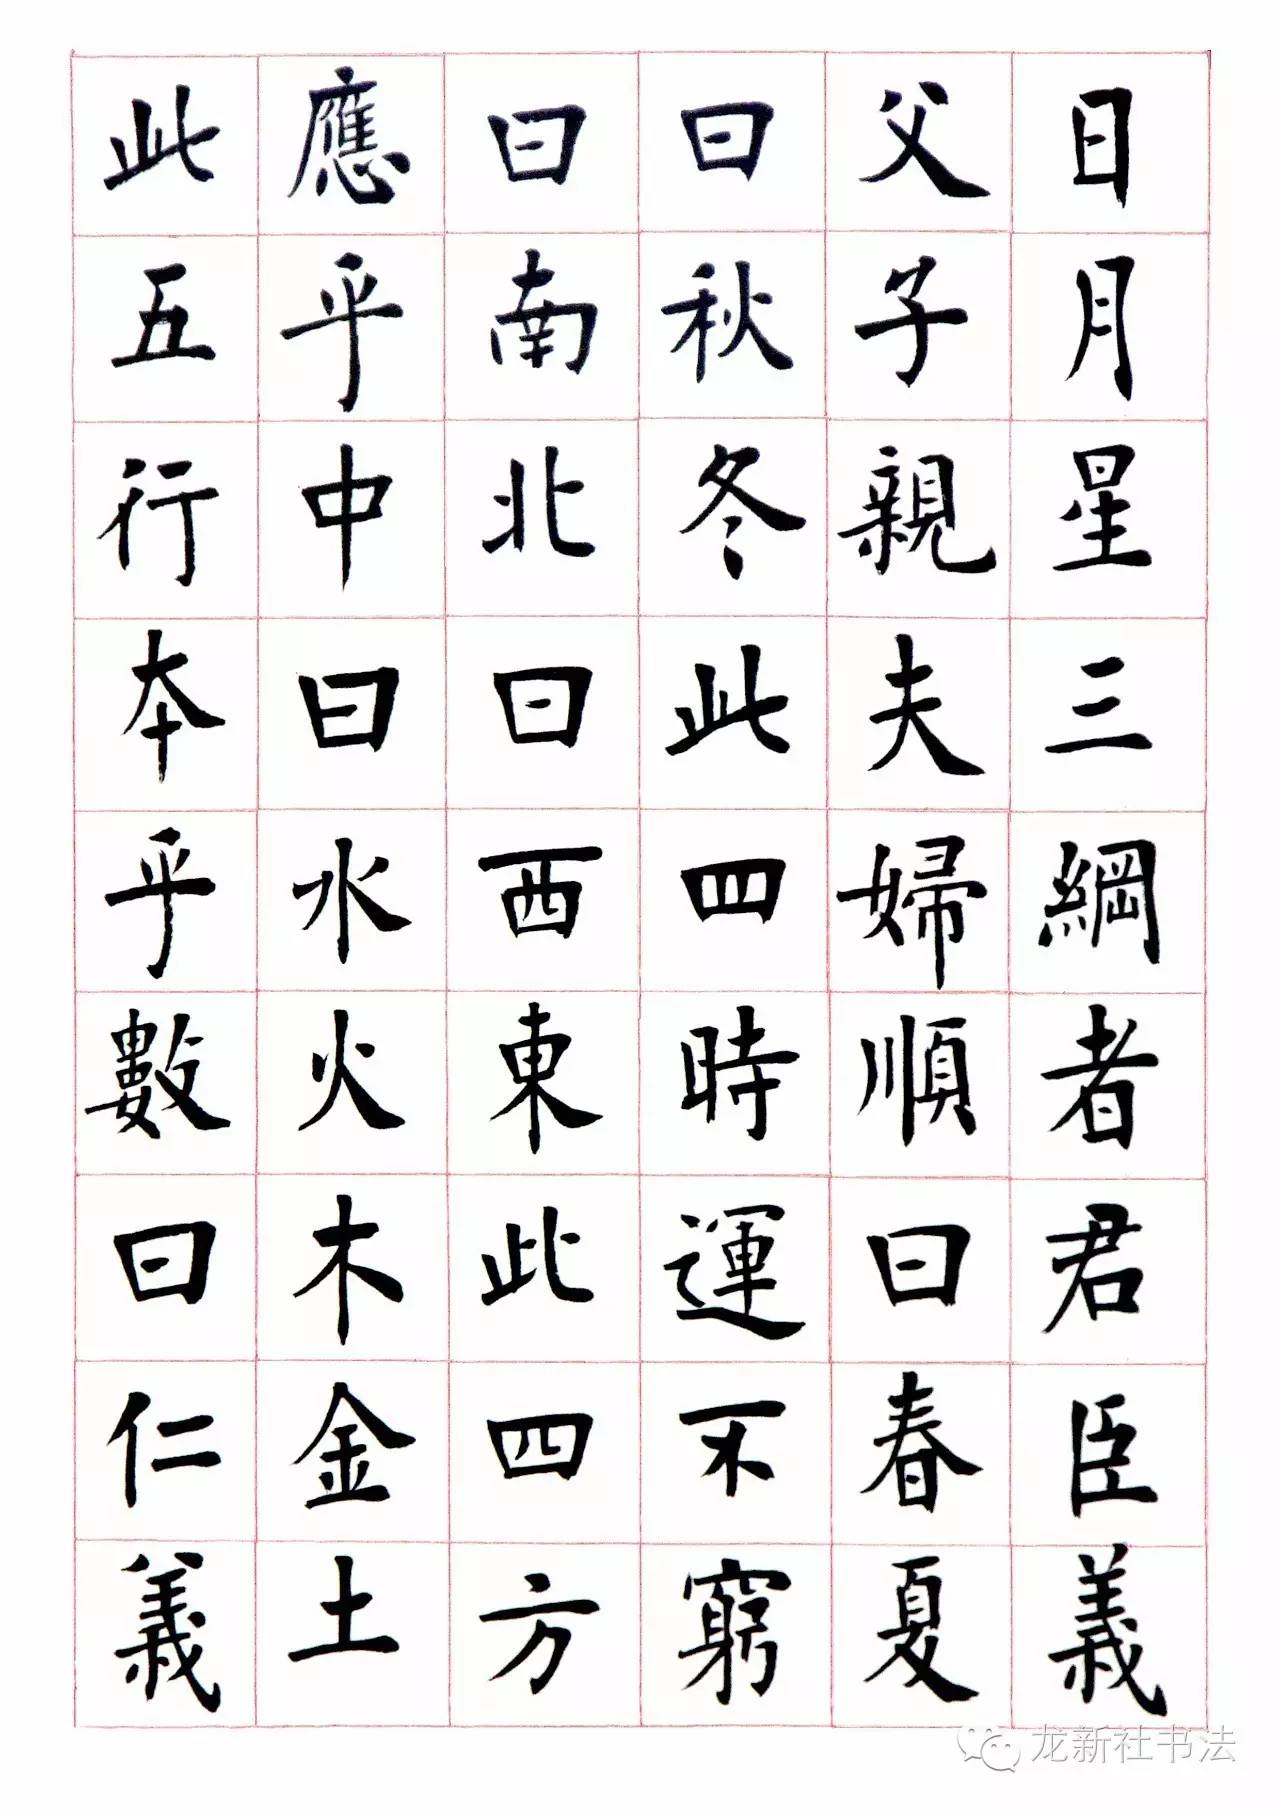 日月星三綱者君臣義
父子親夫婦順曰春夏
曰秋冬此四時運不窮
曰南北曰西東此四方
應乎中曰水火木金土
此五行本乎數曰仁義
龙新社书法